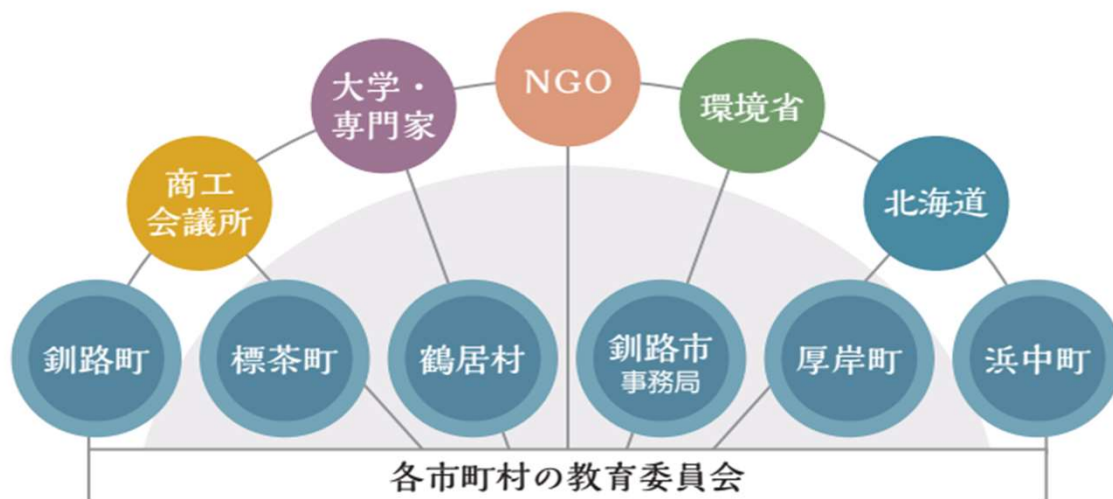 NGO
大学・
専門家
環境省
商工
会議所
北海道
釧路町
標茶町
鶴居村
釧路市
事務局
厚岸町
浜中町
各市町村の教育委員会